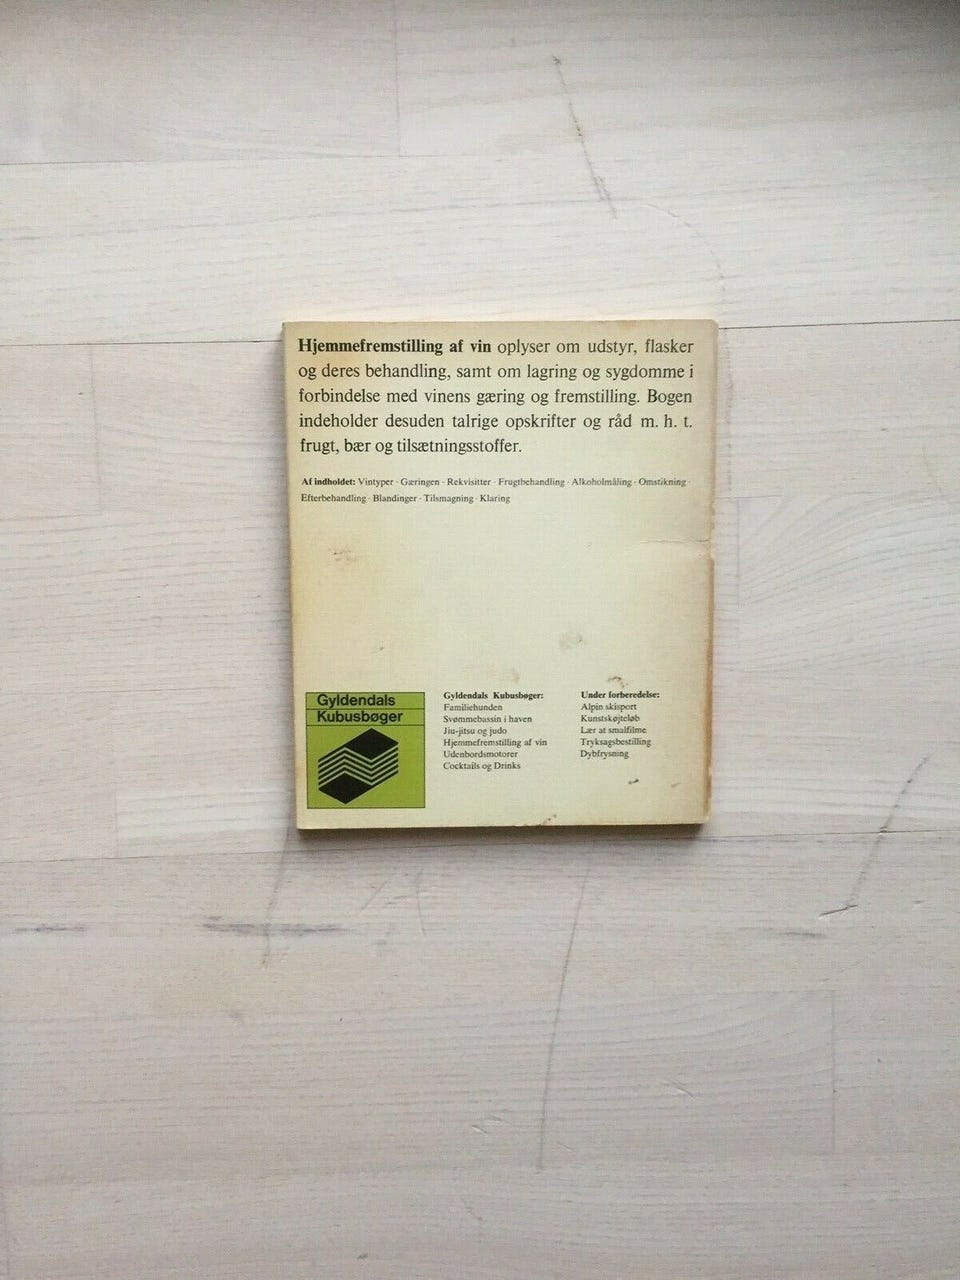 Hjemmefremstilling af vin oplyser om udstyr, flasker
og deres behandling, samt om lagring og sygdomme i
forbindelse med vinens gæring og fremstilling. Bogen
indeholder desuden talrige opskrifter og råd m. h. t.
frugt, bær og tilsætningsstoffer.
Af indholdet: Vintyper · Gæringen · Rekvisitter · Frugtbehandling · Alkoholmåling · Omstikning ·
Efterbehandling · Blandinger · Tilsmagning · Klaring
Gyldendals
Kubusbøger
Gyldendals Kubusbøger:
Familiehunden
Svømmebassin i haven
Jiu-jitsu og judo
Hjemmefremstilling af vin
Udenbordsmotorer
Cocktails og Drinks
Under forberedelse:
Alpin skisport
Kunstskøjteløb
Lær at smalfilme
Tryksagsbestilling
Dybfrysning